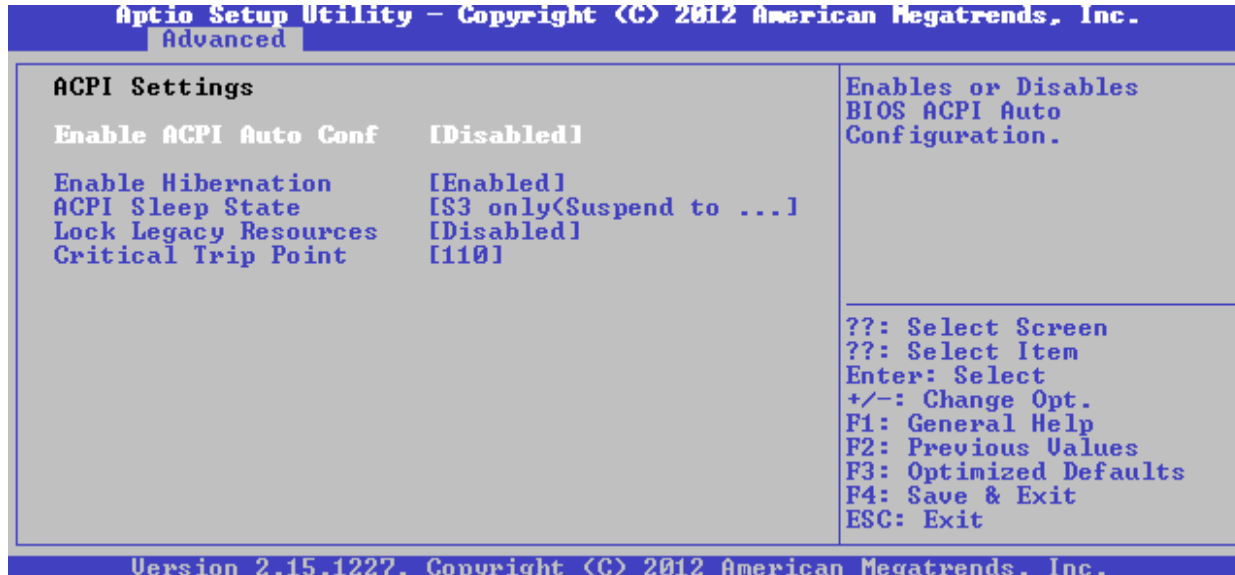 Aptio Setup Utility – Copyright (C) 2012 American Megatrends, Inc.
Advanced
ACPI Settings
Enable ACPI Auto Conf [Disabled]
Enable Hibernation [Enabled]
ACPI Sleep State [S3 only(Suspend to ...]
Lock Legacy Resources [Disabled]
Critical Trip Point [110]
Enables or Disables
BIOS ACPI Auto
Configuration.
??: Select Screen
??: Select Item
Enter: Select
+/-: Change Opt.
F1: General Help
F2: Previous Values
F3: Optimized Defaults
F4: Save & Exit
ESC: Exit
Version 2.15.1227. Copyright (C) 2012 American Megatrends, Inc.